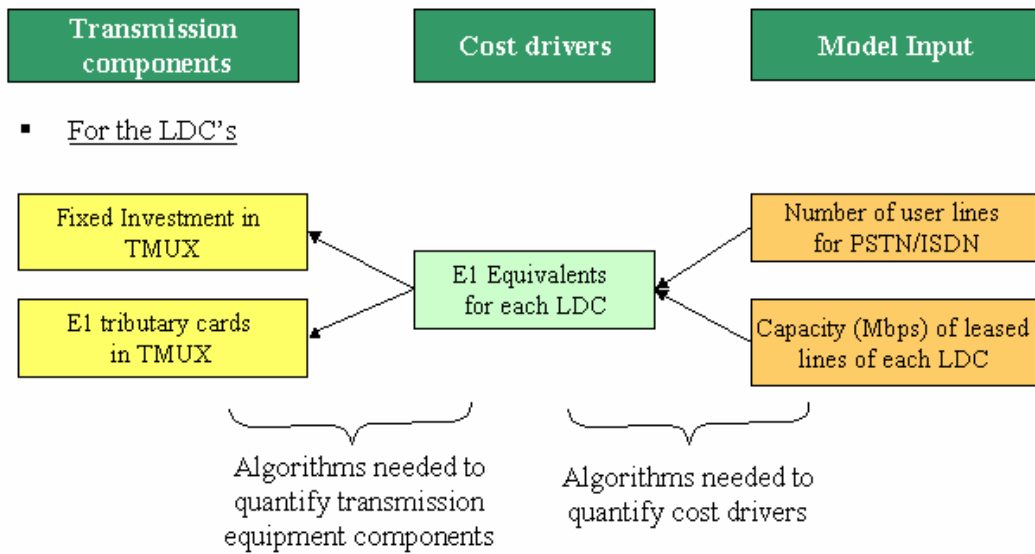 Transmission
components
Cost drivers
Model Input
▪ For the LDC's
Fixed Investment in
TMUX
E1 tributary cards
in TMUX
E1 Equivalents
for each LDC
Number of user lines
for PSTN/ISDN
Capacity (Mbps) of leased
lines of each LDC
Algorithms needed to
quantify transmission
equipment components
Algorithms needed to
quantify cost drivers